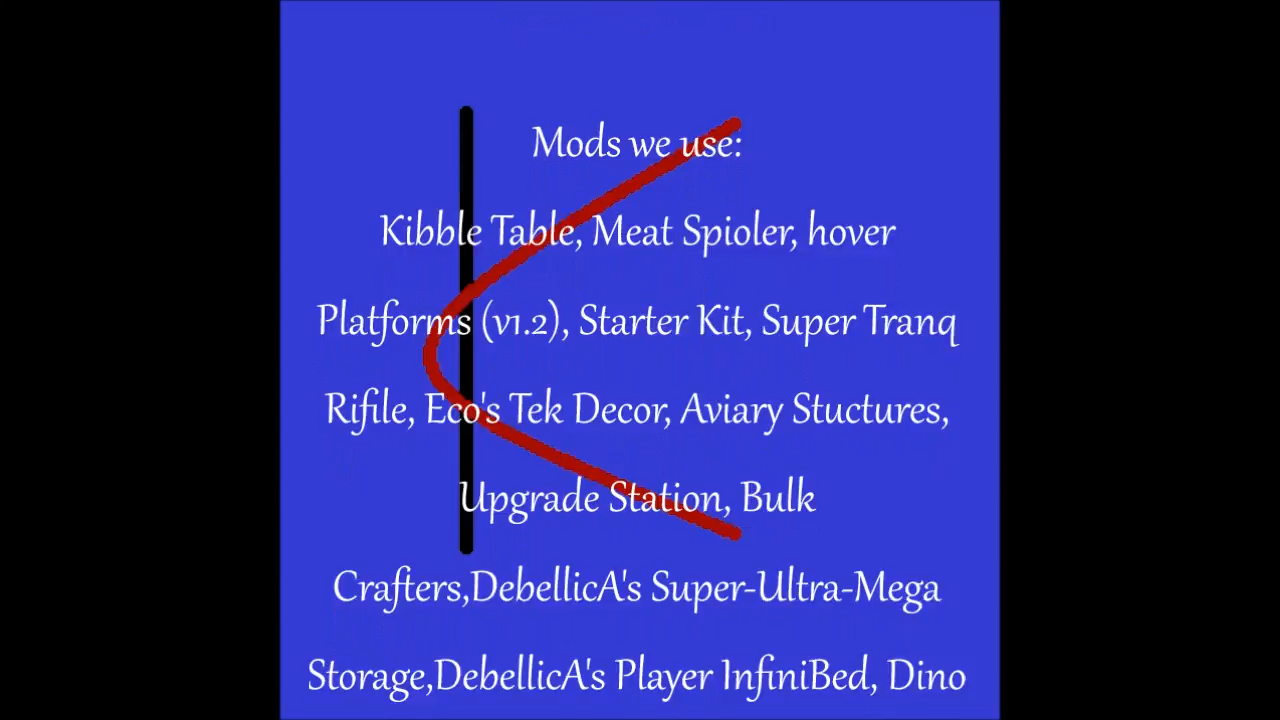 Mods we use:
Kibble Table, Meat Spioler, hover
Platforms (v1.2), Starter Kit, Super Tranq
Rifile, Eco's Tek Decor, Aviary Stuctures,
Upgrade Station, Bulk
Crafters,DebellicA's Super-Ultra-Mega
Storage,DebellicA's Player InfiniBed, Dino